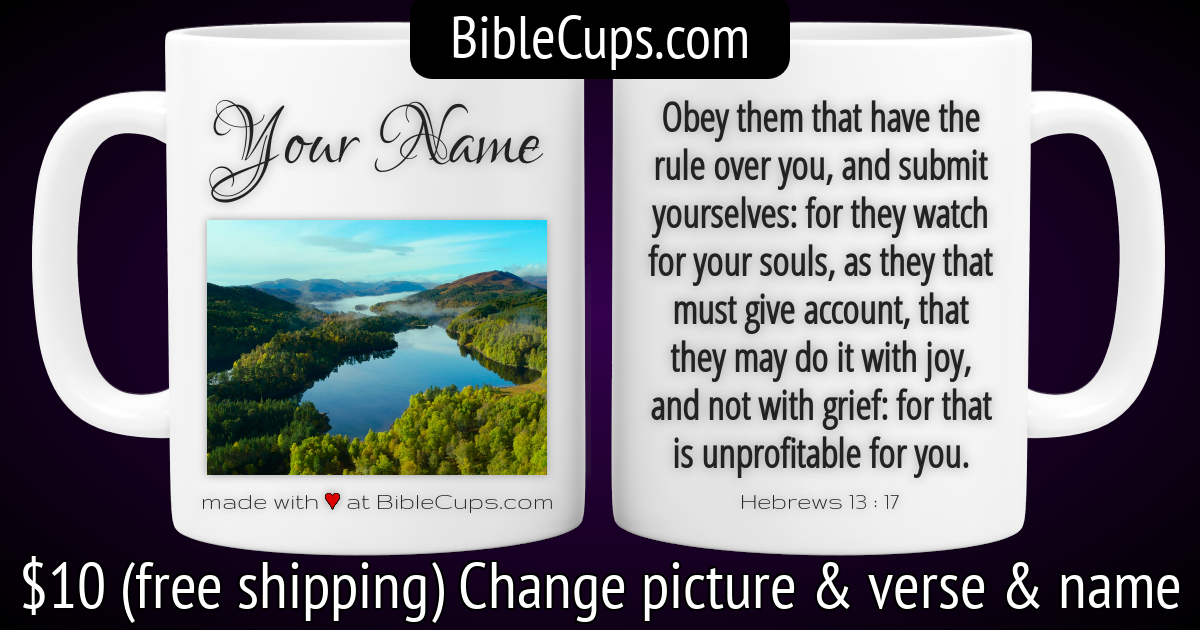 BibleCups.com
Your Name
made with ♥ at BibleCups.com
Obey them that have the
rule over you, and submit
yourselves: for they watch
for your souls, as they that
must give account, that
they may do it with joy,
and not with grief: for that
is unprofitable for you.
Hebrews 13 : 17
$10 (free shipping) Change picture & verse & name